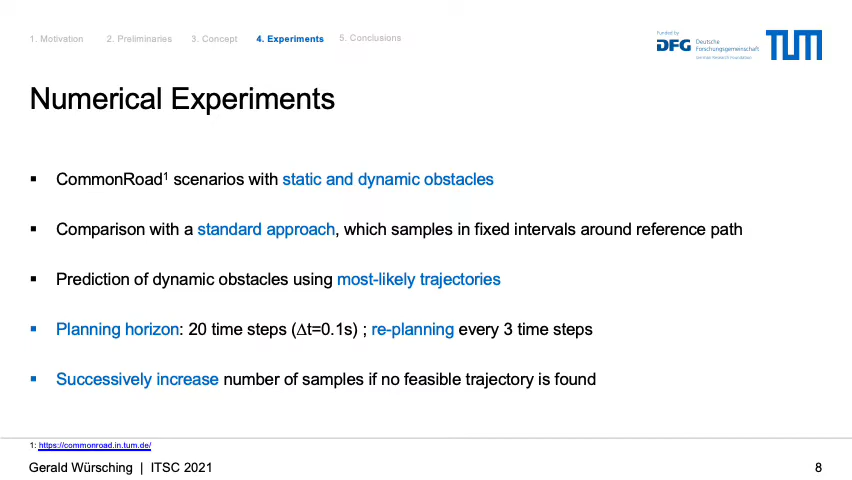 1. Motivation 2. Preliminaries 3. Concept 4. Experiments 5. Conclusions
Funded by
DFG Deutsche
Forschungsgemeinschaft
German Research Foundation
TUM
Numerical Experiments
▪ CommonRoad¹ scenarios with static and dynamic obstacles
▪ Comparison with a standard approach, which samples in fixed intervals around reference path
▪ Prediction of dynamic obstacles using most-likely trajectories
▪ Planning horizon: 20 time steps (Δt=0.1s) ; re-planning every 3 time steps
▪ Successively increase number of samples if no feasible trajectory is found
1: https://commonroad.in.tum.de/
Gerald Würsching | ITSC 2021 8